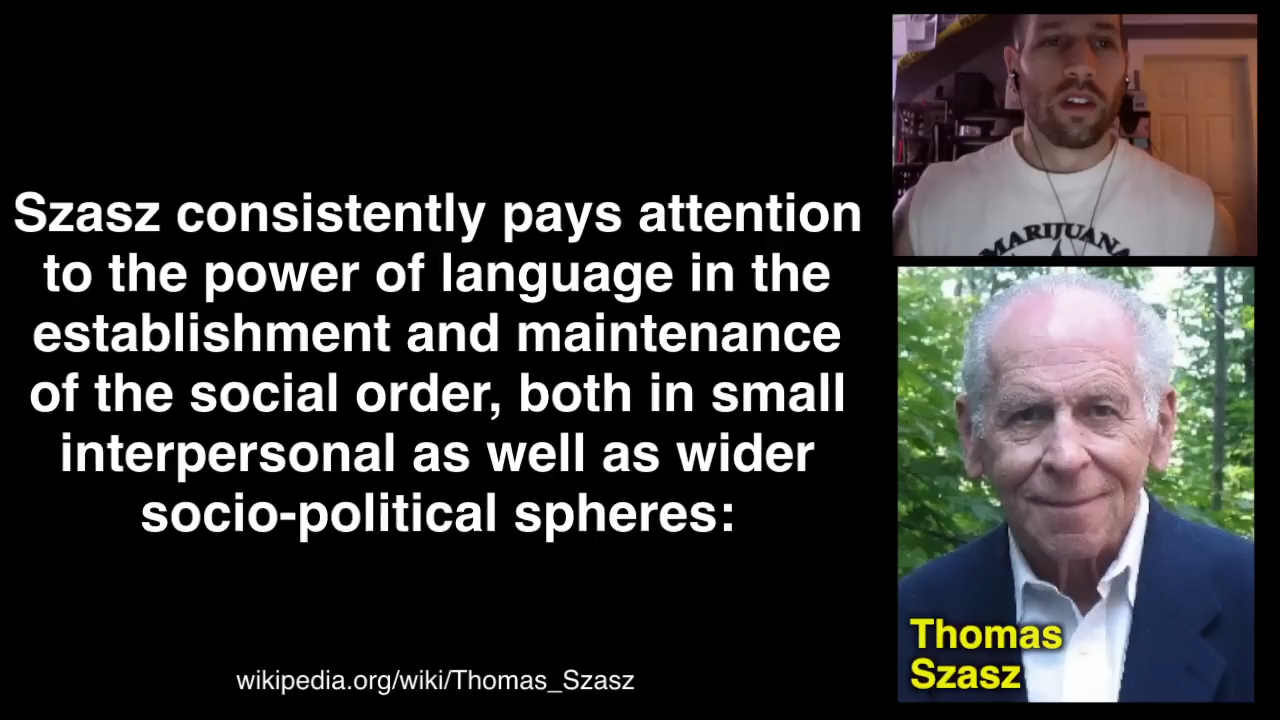 Szasz consistently pays attention
to the power of language in the
establishment and maintenance
of the social order, both in small
interpersonal as well as wider
socio-political spheres:
wikipedia.org/wiki/Thomas_Szasz
MARIJUANA
Thomas
Szasz